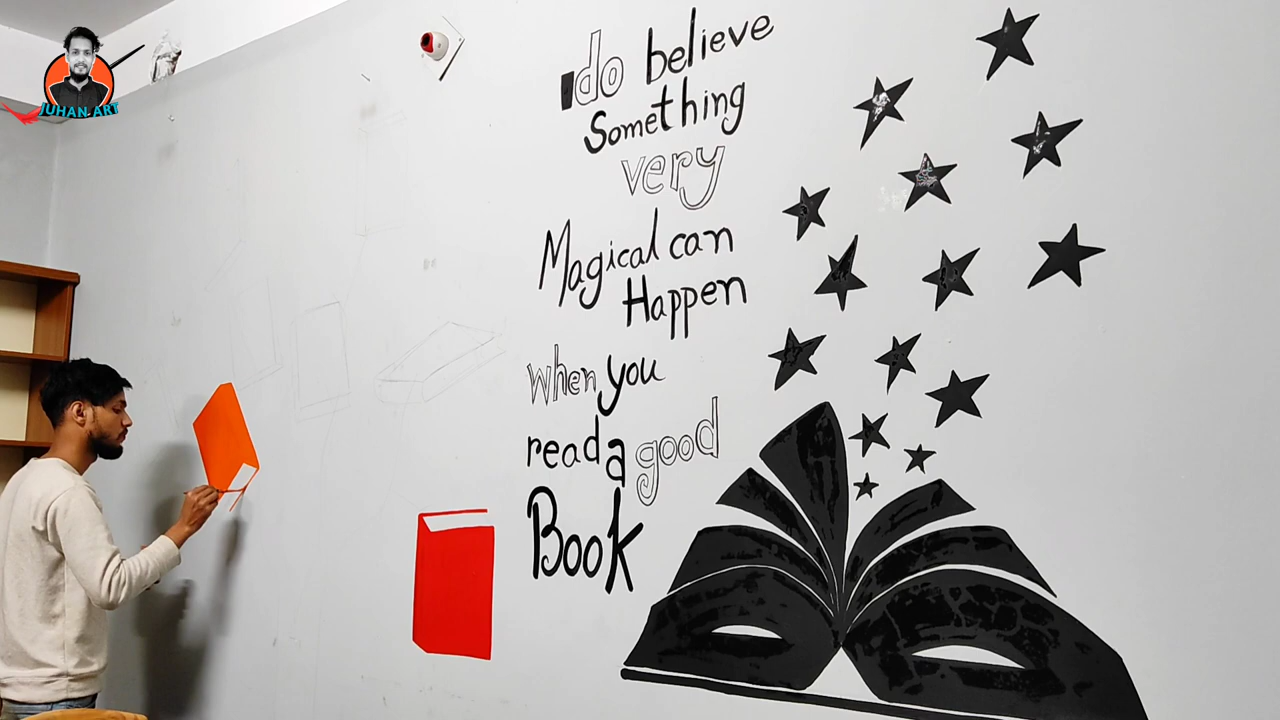 JUHAN ART
I do believe
Something
very
Magical can
Happen
when you
read a good
Book